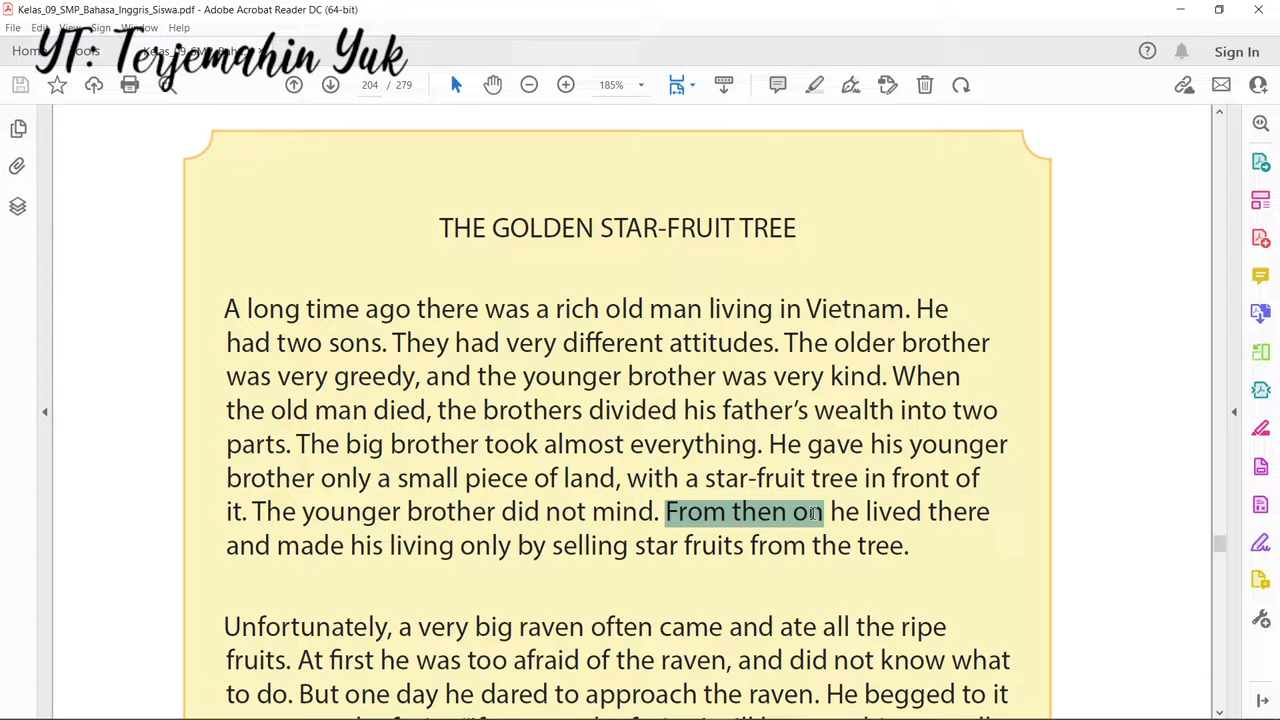 Kelas_09_SMP_Bahasa_Inggris_Siswa.pdf - Adobe Acrobat Reader DC (64-bit)
File Edit View Sign Window Help
YT: Terjemahin Yuk
Home Tools
Sign In
204 / 279
185%
THE GOLDEN STAR-FRUIT TREE
A long time ago there was a rich old man living in Vietnam. He
had two sons. They had very different attitudes. The older brother
was very greedy, and the younger brother was very kind. When
the old man died, the brothers divided his father's wealth into two
parts. The big brother took almost everything. He gave his younger
brother only a small piece of land, with a star-fruit tree in front of
it. The younger brother did not mind. From then on he lived there
and made his living only by selling star fruits from the tree.
Unfortunately, a very big raven often came and ate all the ripe
fruits. At first he was too afraid of the raven, and did not know what
to do. But one day he dared to approach the raven. He begged to it